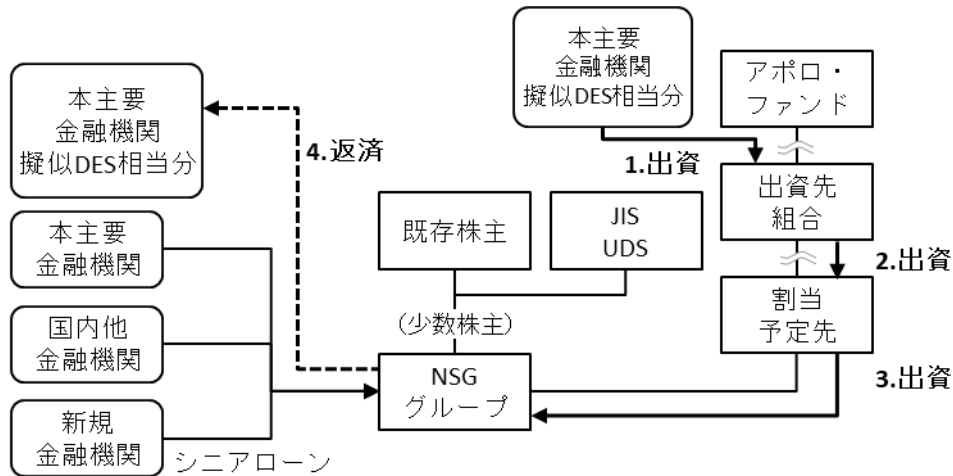 本主要
金融機関
擬似DES相当分
アポロ・
ファンド
本主要
金融機関
擬似DES相当分
4.返済
1.出資
出資先
組合
既存株主
JIS
UDS
2.出資
本主要
金融機関
割当
予定先
(少数株主)
国内他
金融機関
NSG
グループ
3.出資
新規
金融機関
シニアローン